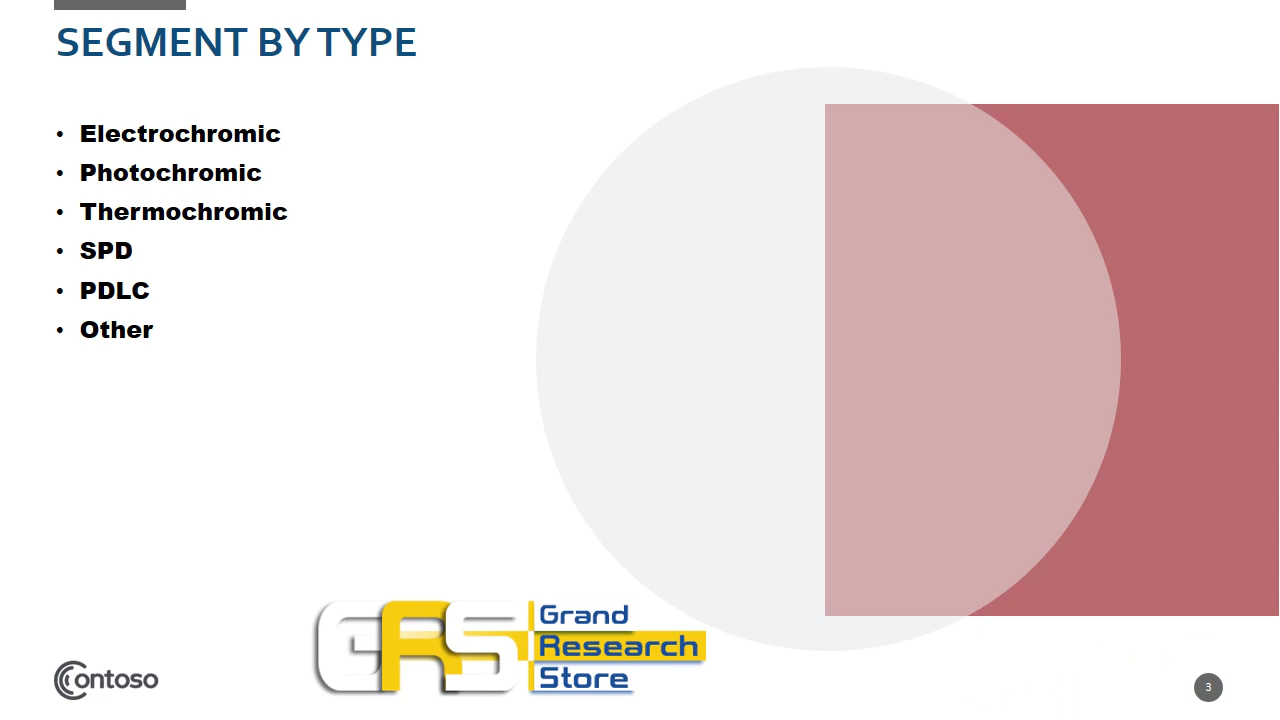 SEGMENT BY TYPE
• Electrochromic
• Photochromic
• Thermochromic
• SPD
• PDLC
• Other
GRS
Grand
Research
Store
Contoso
3